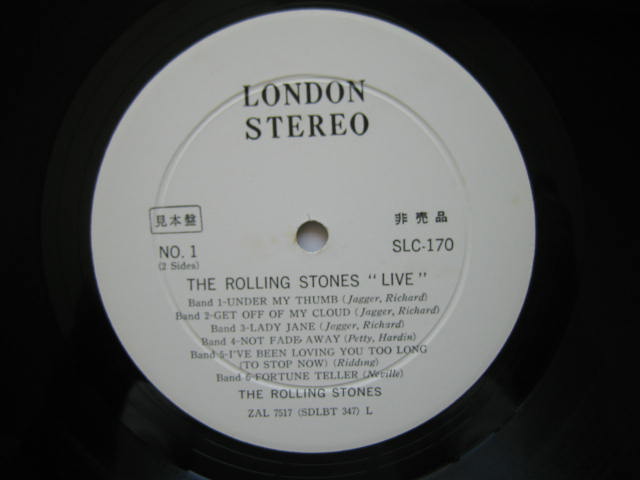 LONDON
STEREO
見本盤
非売品
NO. 1
SLC-170
(2 Sides)
THE ROLLING STONES "LIVE"
Band 1-UNDER MY THUMB (Jagger, Richard)
Band 2-GET OFF OF MY CLOUD (Jagger, Richard)
Band 3-LADY JANE (Jagger, Richard)
Band 4-NOT FADE AWAY (Petty, Hardin)
Band 5-I'VE BEEN LOVING YOU TOO LONG
(TO STOP NOW) (Ridding)
Band 6-FORTUNE TELLER (Neville)
THE ROLLING STONES
ZAL 7517 (SDLBT 347) L